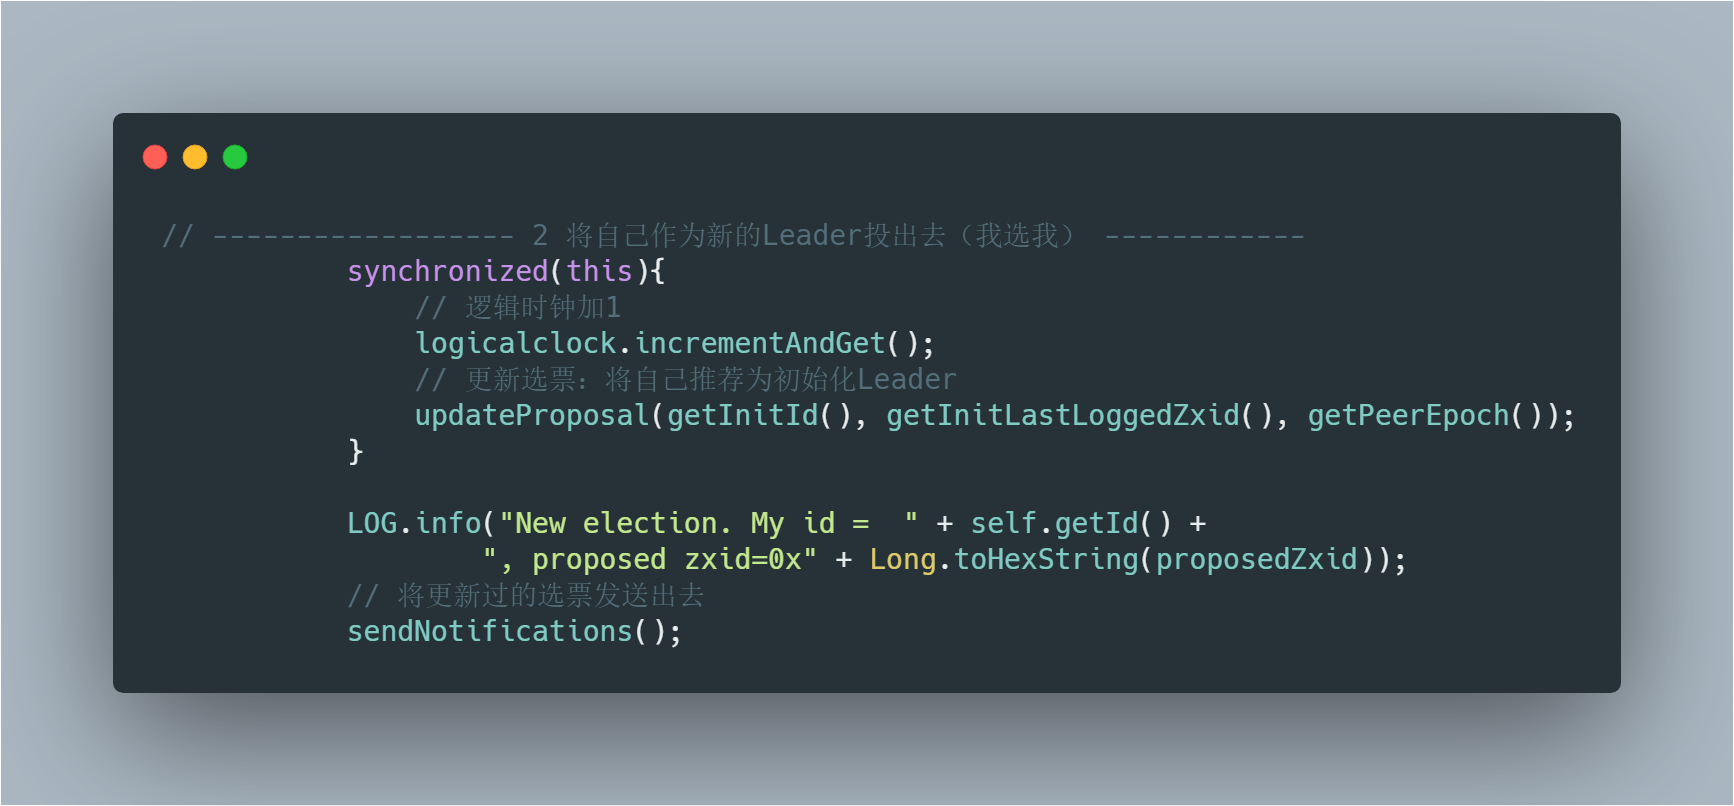 // ------------------ 2 将自己作为新的Leader投出去（我选我） ------------
synchronized(this){
// 逻辑时钟加1
logicalclock.incrementAndGet();
// 更新选票：将自己推荐为初始化Leader
updateProposal(getInitId(), getInitLastLoggedZxid(), getPeerEpoch());
}
LOG.info("New election. My id =  " + self.getId() +
", proposed zxid=0x" + Long.toHexString(proposedZxid));
// 将更新过的选票发送出去
sendNotifications();